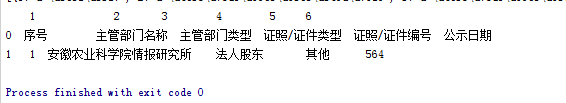 1 2 3 4 5 6
0 序号 主管部门名称 主管部门类型 证照/证件类型 证照/证件编号 公示日期
1 1 安徽农业科学院情报研究所 法人股东 其他 564
Process finished with exit code 0